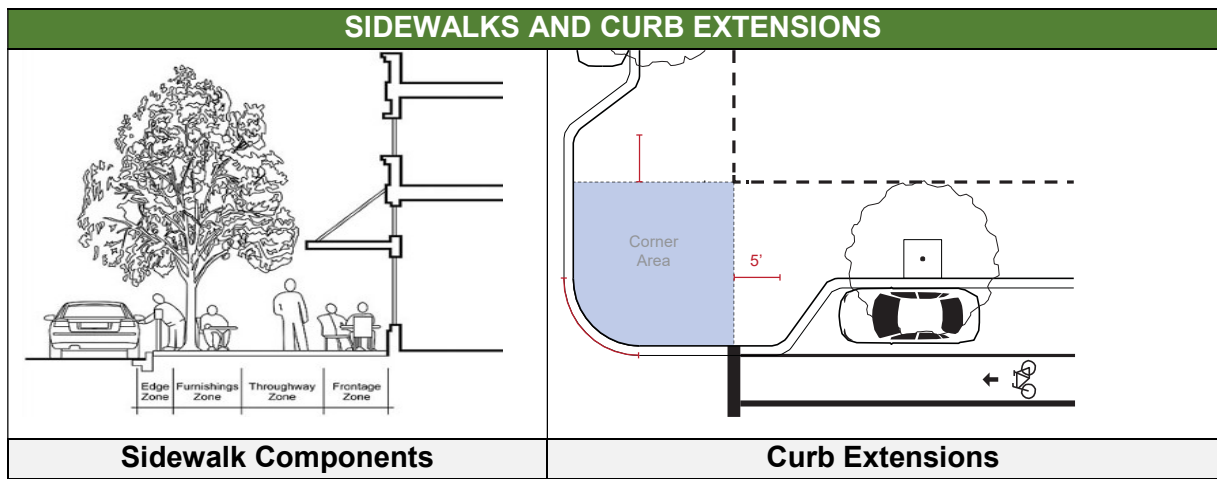 SIDEWALKS AND CURB EXTENSIONS
Edge Furnishings Throughway Frontage
Zone Zone Zone Zone
Corner
Area
5'
Sidewalk Components
Curb Extensions